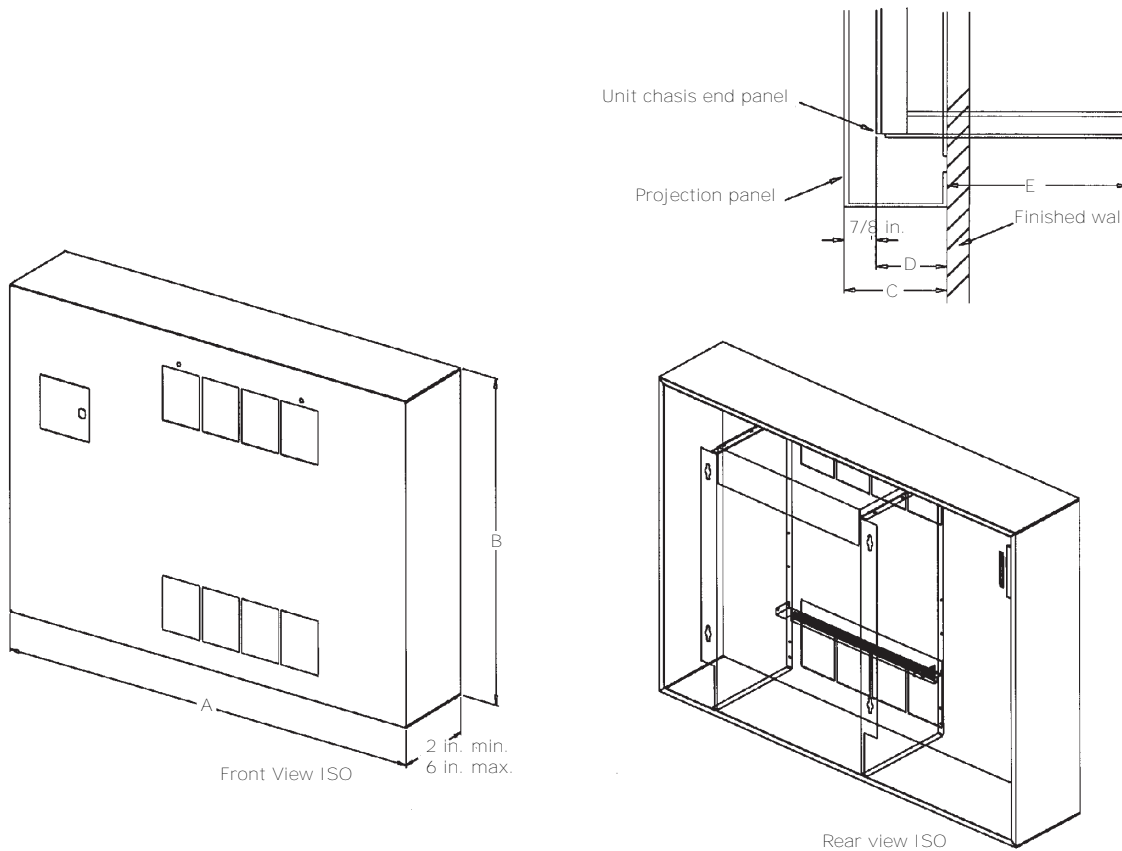 Unit chasis end panel
Projection panel
E
7/8 in.
Finished wal
D
C
B
A
2 in. min.
6 in. max.
Front View ISO
Rear view ISO